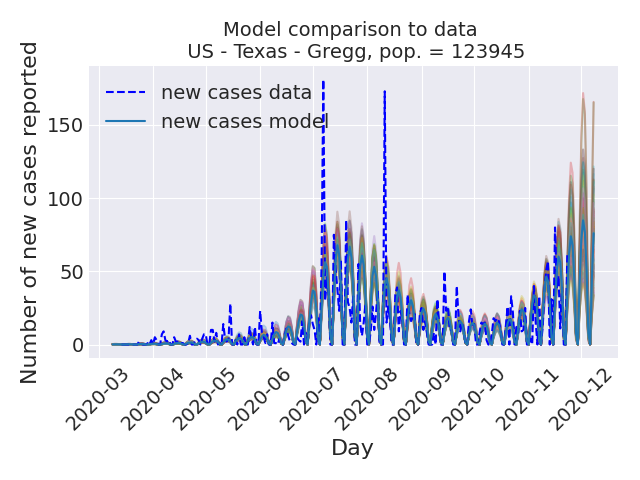 Model comparison to data
US - Texas - Gregg, pop. = 123945
Number of new cases reported
new cases data
new cases model
150
100
50
0
2020-03
2020-04
2020-05
2020-06
2020-07
2020-08
2020-09
2020-10
2020-11
2020-12
Day